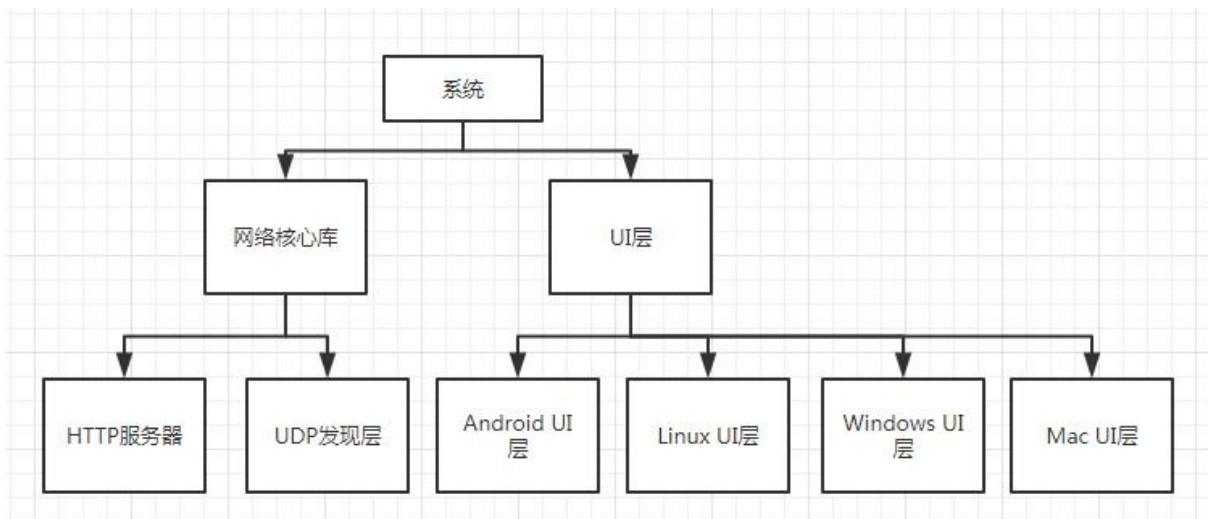 系统
网络核心库
UI层
HTTP服务器
UDP发现层
Android UI
层
Linux UI层
Windows UI
层
Mac UI层